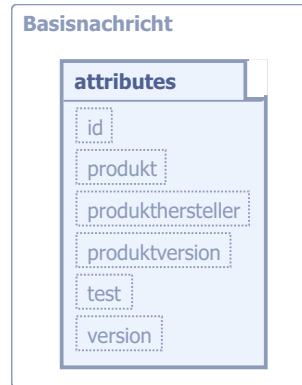 Basisnachricht
attributes
id
produkt
produkthersteller
produktversion
test
version